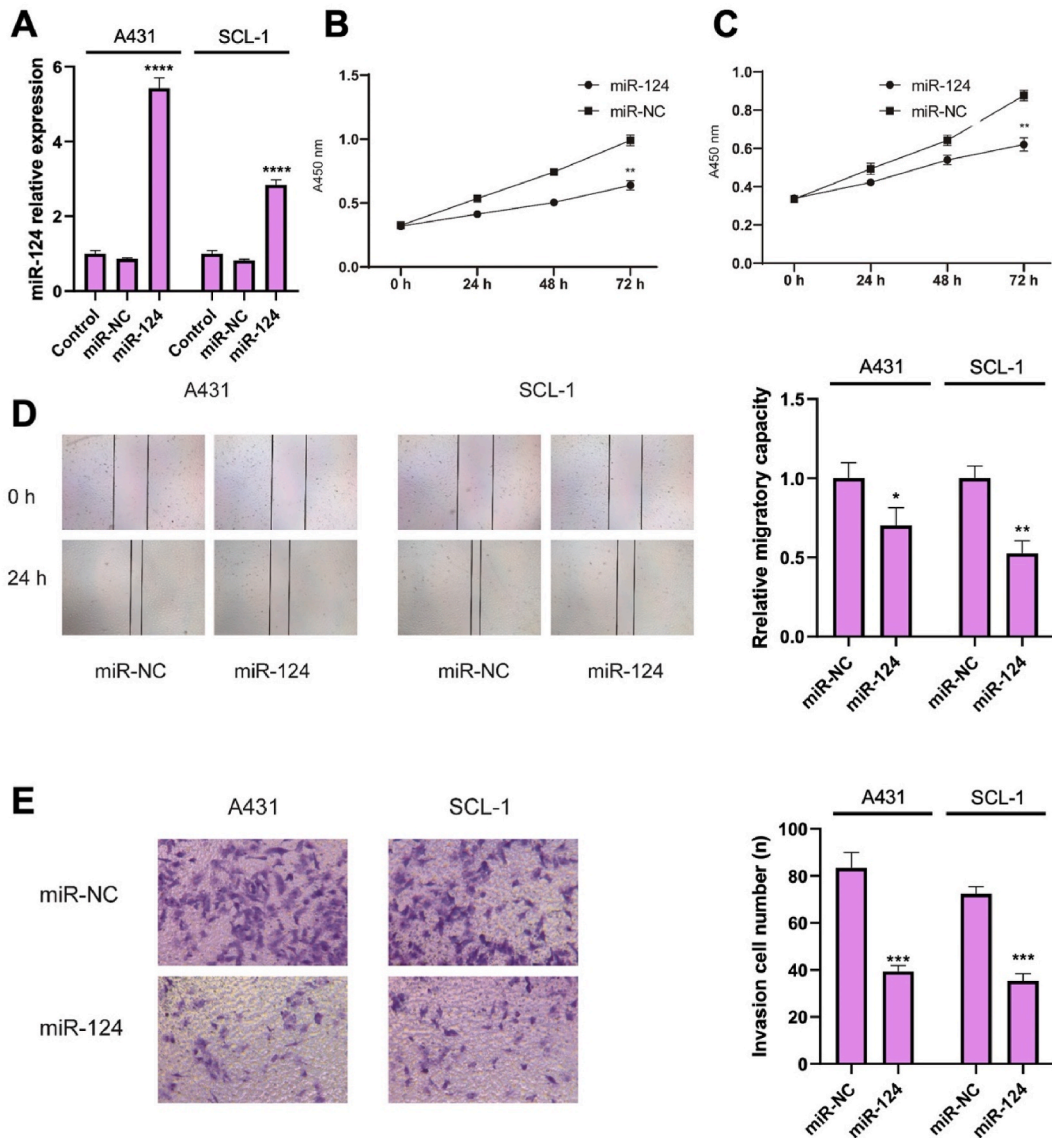 A
A431 SCL-1
miR-124 relative expression
6
4
2
0
****
****
Control
miR-NC
miR-124
Control
miR-NC
miR-124
B
A450 nm
1.5
1.0
0.5
0.0
miR-124
miR-NC
**
0 h 24 h 48 h 72 h
C
A450 nm
1.0
0.8
0.6
0.4
0.2
0.0
miR-124
miR-NC
**
0 h 24 h 48 h 72 h
D
A431 SCL-1
0 h
24 h
miR-NC miR-124 miR-NC miR-124
A431 SCL-1
Rrelative migratory capacity
1.5
1.0
0.5
0.0
*
**
miR-NC
miR-124
miR-NC
miR-124
E
A431 SCL-1
miR-NC
miR-124
A431 SCL-1
Invasion cell number (n)
100
80
60
40
20
0
***
***
miR-NC
miR-124
miR-NC
miR-124